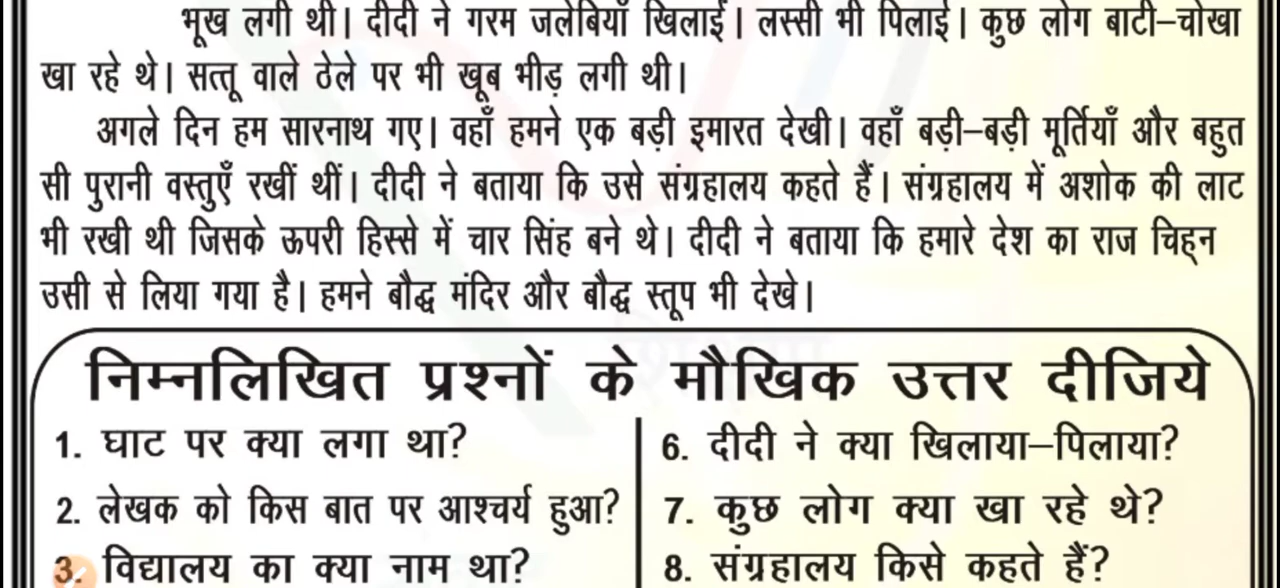 भूख लगी थी। दीदी ने गरम जलेबियाँ खिलाईं। लस्सी भी पिलाई। कुछ लोग बाटी–चोखा
खा रहे थे। सत्तू वाले ठेले पर भी खूब भीड़ लगी थी।
अगले दिन हम सारनाथ गए। वहाँ हमने एक बड़ी इमारत देखी। वहाँ बड़ी–बड़ी मूर्तियाँ और बहुत
सी पुरानी वस्तुएँ रखीं थीं। दीदी ने बताया कि उसे संग्रहालय कहते हैं। संग्रहालय में अशोक की लाट
भी रखी थी जिसके ऊपरी हिस्से में चार सिंह बने थे। दीदी ने बताया कि हमारे देश का राज चिह्न
उसी से लिया गया है। हमने बौद्ध मंदिर और बौद्ध स्तूप भी देखे।
निम्नलिखित प्रश्नों के मौखिक उत्तर दीजिये
1. घाट पर क्या लगा था?
2. लेखक को किस बात पर आश्चर्य हुआ?
3. विद्यालय का क्या नाम था?
6. दीदी ने क्या खिलाया–पिलाया?
7. कुछ लोग क्या खा रहे थे?
8. संग्रहालय किसे कहते हैं?